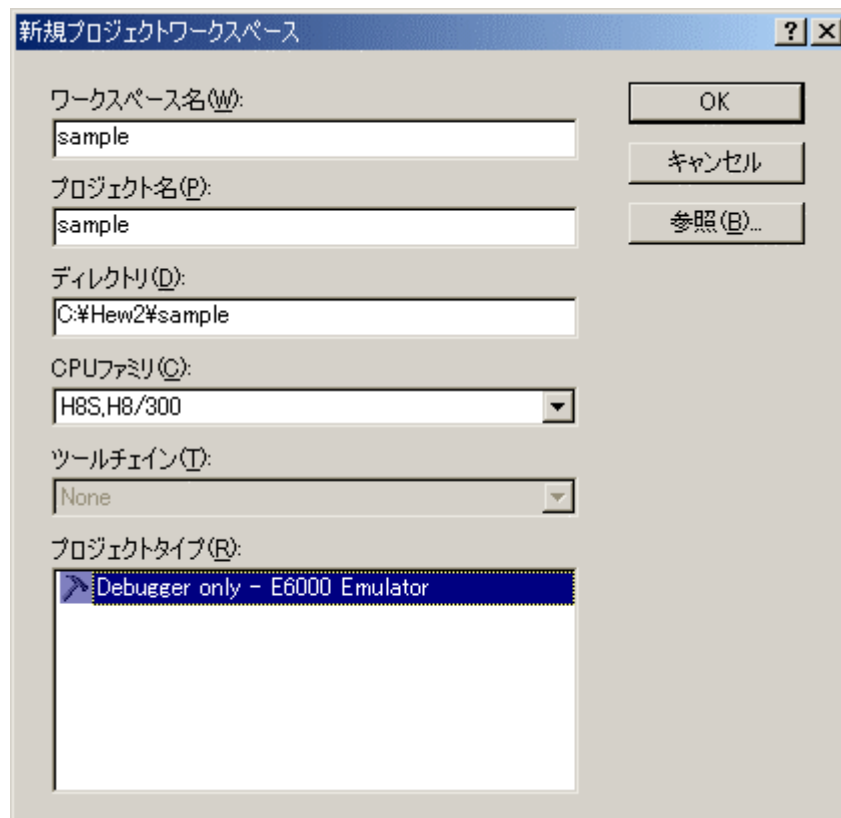 新規プロジェクトワークスペース
ワークスペース名(W):
sample
プロジェクト名(P):
sample
ディレクトリ(D):
C:¥Hew2¥sample
CPUファミリ(C):
H8S,H8/300
ツールチェイン(T):
None
プロジェクトタイプ(R):
Debugger only - E6000 Emulator
OK
キャンセル
参照(B)...